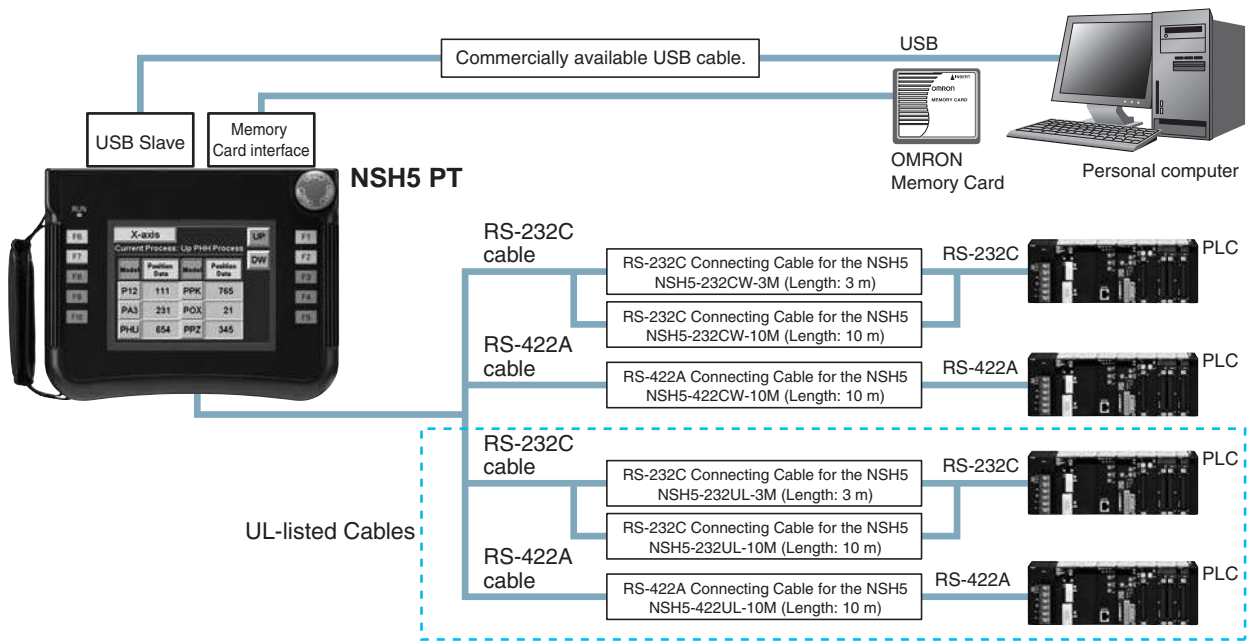 Commercially available USB cable.
USB
INSERT
OMRON
MEMORY CARD
USB Slave
Memory
Card interface
OMRON
Memory Card
Personal computer
NSH5 PT
RUN
F6
F7
F8
F9
F10
X-axis
UP
Current Process: Up PHH Process
DW
Model
Position
Data
Model
Position
Data
P12 111 PPK 765
PA3 231 POX 21
PHU 654 PPZ 345
F1
F2
F3
F4
F5
RS-232C
cable
RS-232C Connecting Cable for the NSH5
NSH5-232CW-3M (Length: 3 m)
RS-232C
PLC
RS-232C Connecting Cable for the NSH5
NSH5-232CW-10M (Length: 10 m)
RS-422A
cable
RS-422A Connecting Cable for the NSH5
NSH5-422CW-10M (Length: 10 m)
RS-422A
PLC
UL-listed Cables
RS-232C
cable
RS-232C Connecting Cable for the NSH5
NSH5-232UL-3M (Length: 3 m)
RS-232C
PLC
RS-232C Connecting Cable for the NSH5
NSH5-232UL-10M (Length: 10 m)
RS-422A
cable
RS-422A Connecting Cable for the NSH5
NSH5-422UL-10M (Length: 10 m)
RS-422A
PLC